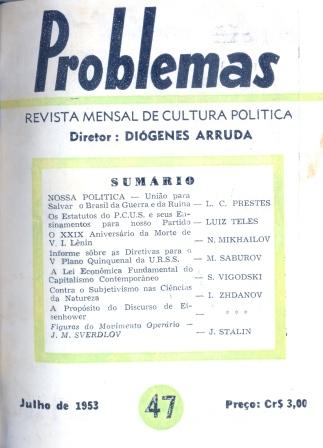 Problemas
REVISTA MENSAL DE CULTURA POLÍTICA
Diretor : DIÓGENES ARRUDA
SUMÁRIO
NOSSA POLITICA — União para
Salvar o Brasil da Guerra e da Ruina — L. C. PRESTES
Os Estatutos do P.C.U.S. e seus En-
sinamentos para nosso Partido — LUIZ TELES
O XXIX Aniversário da Morte de
V. I. Lênin — N. MIKHAILOV
Informe sôbre as Diretivas para o
V Plano Quinquenal da U.R.S.S. — M. SABUROV
A Lei Econômica Fundamental do
Capitalismo Contemporâneo — S. VIGODSKI
Contra o Subjetivismo nas Ciências
da Natureza — I. ZHDANOV
A Propósito do Discurso de Ei-
senhower — * * *
Figuras do Movimento Operário —
J. M. SVERDLOV — J. STÁLIN
Julho de 1953 47 Preço: Cr$ 3,00